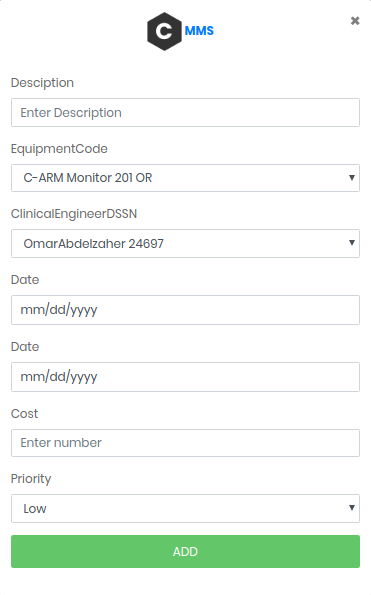 C MMS
×
Desciption
Enter Description
EquipmentCode
C-ARM Monitor 201 OR
ClinicalEngineerDSSN
OmarAbdelzaher 24697
Date
mm/dd/yyyy
Date
mm/dd/yyyy
Cost
Enter number
Priority
Low
ADD